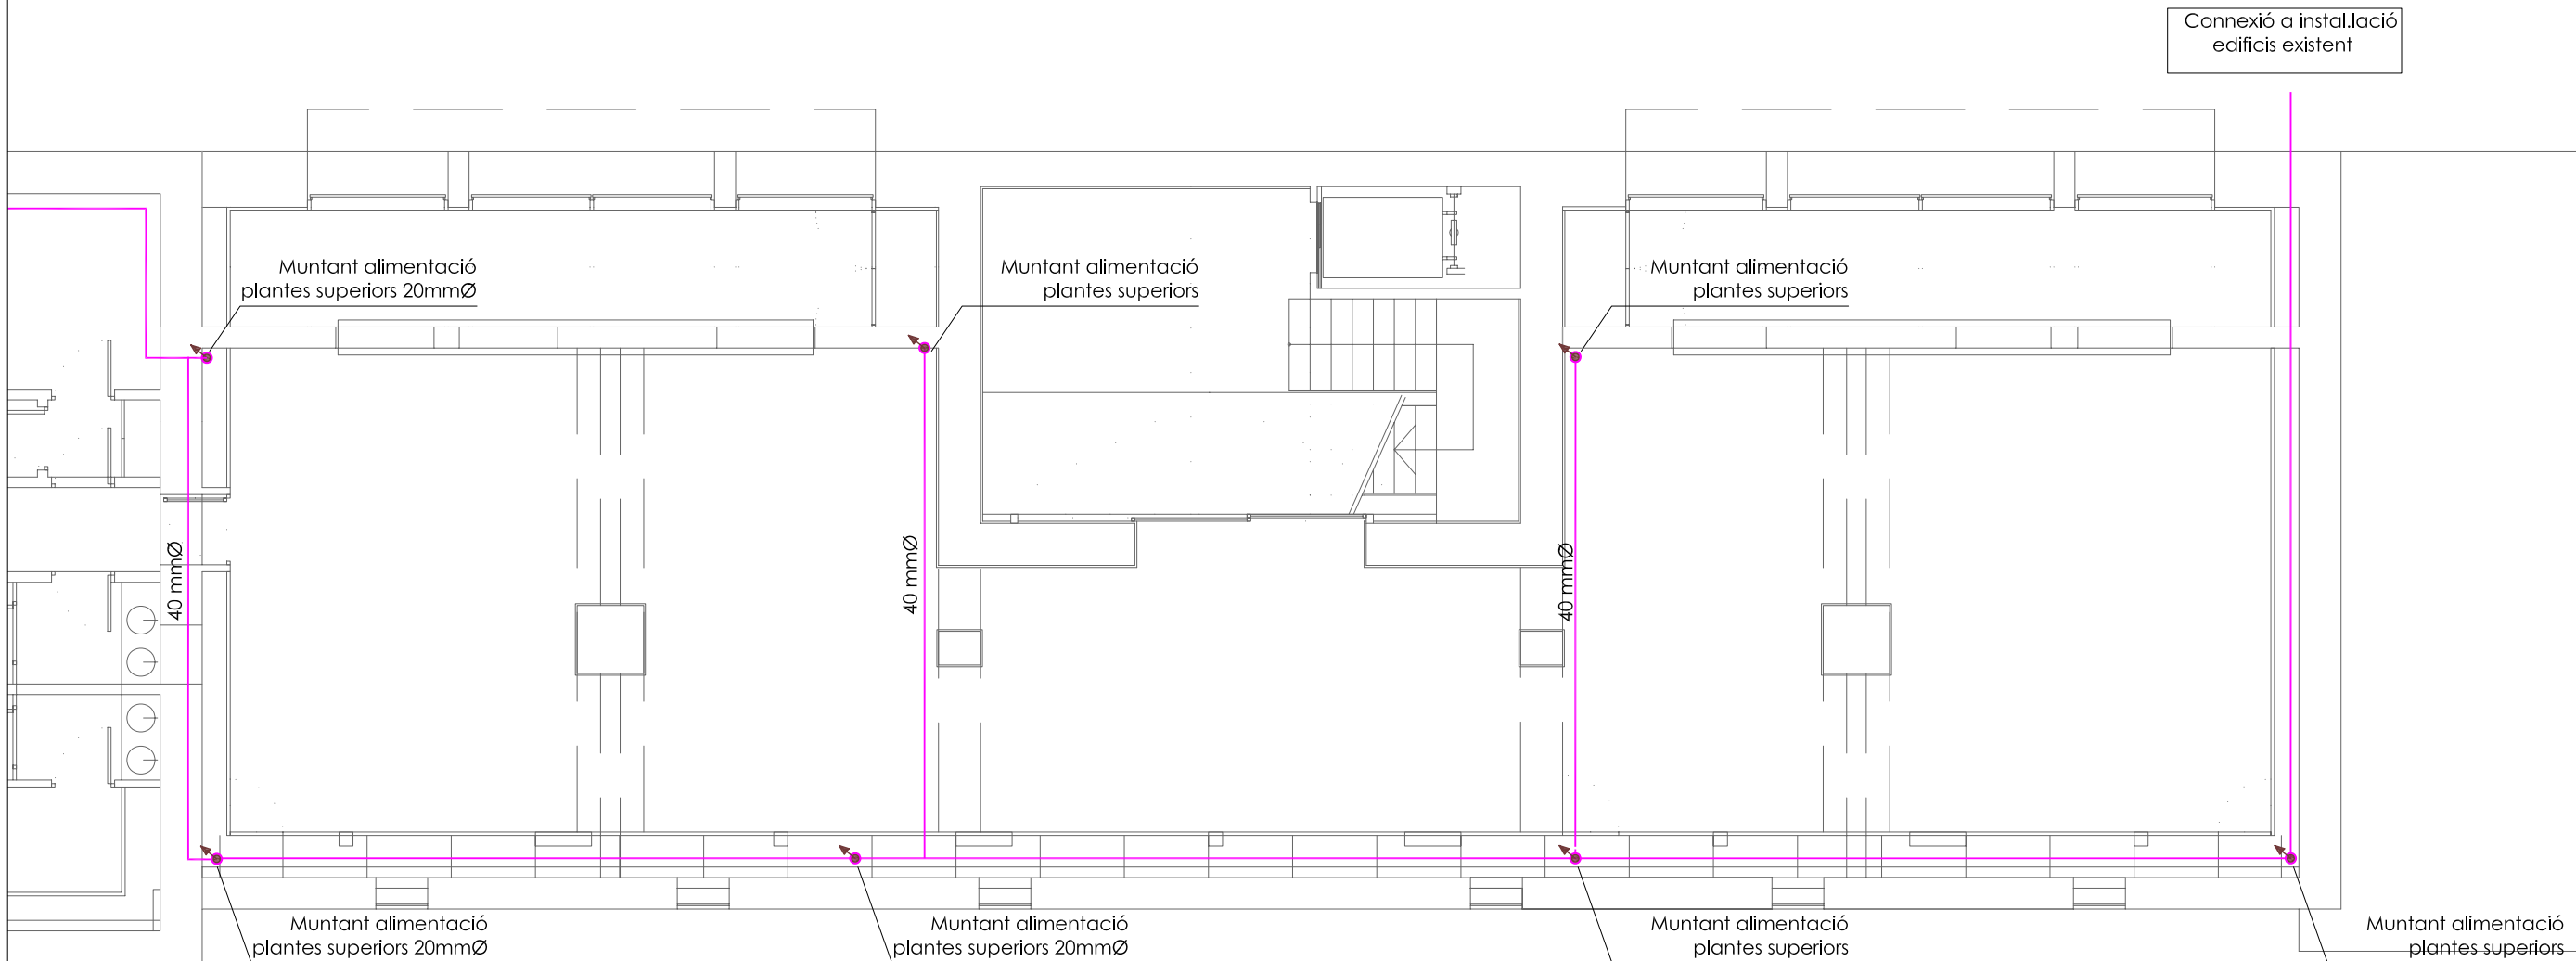 Connexió a instal.lació
edificis existent
Muntant alimentació
plantes superiors 20mmØ
Muntant alimentació
plantes superiors
Muntant alimentació
plantes superiors
40 mmØ
40 mmØ
40 mmØ
Muntant alimentació
plantes superiors 20mmØ
Muntant alimentació
plantes superiors 20mmØ
Muntant alimentació
plantes superiors
Muntant alimentació
plantes superiors